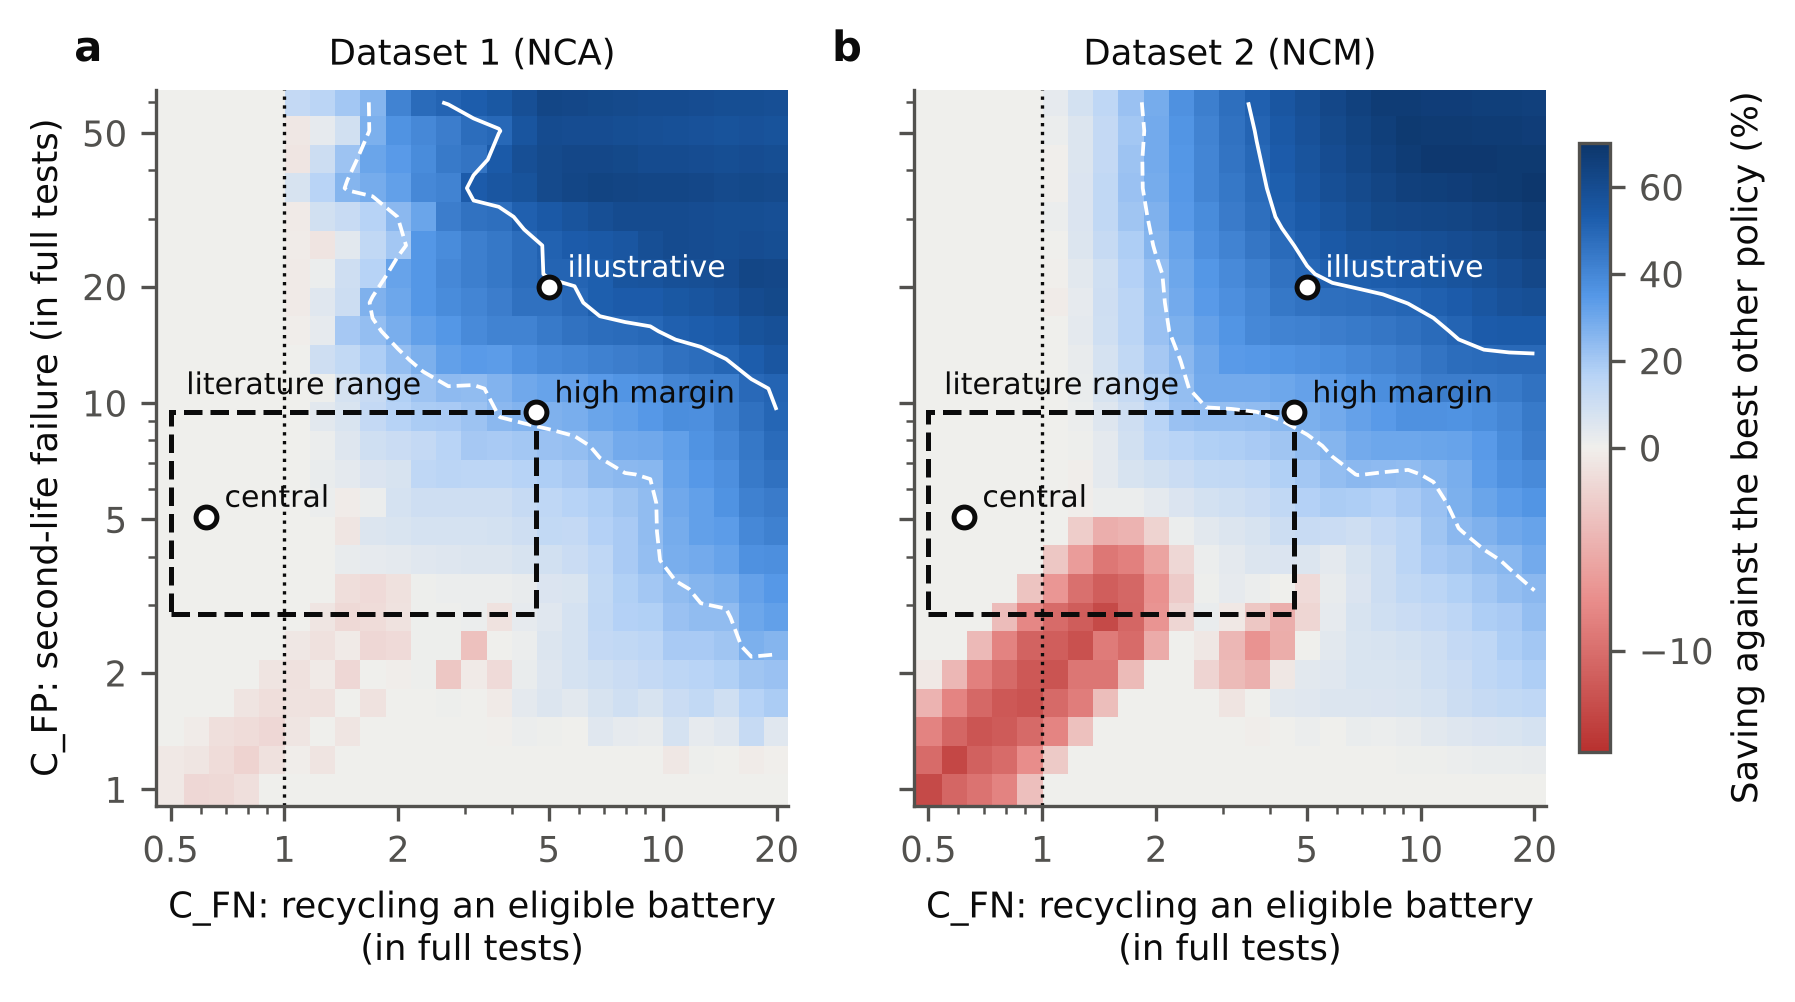 a
Dataset 1 (NCA)
b
Dataset 2 (NCM)
C_FP: second-life failure (in full tests)
50
20
10
5
2
1
illustrative
literature range
high margin
central
0.5
1
2
5
10
20
C_FN: recycling an eligible battery
(in full tests)
illustrative
literature range
high margin
central
0.5
1
2
5
10
20
C_FN: recycling an eligible battery
(in full tests)
60
40
20
0
−10
Saving against the best other policy (%)